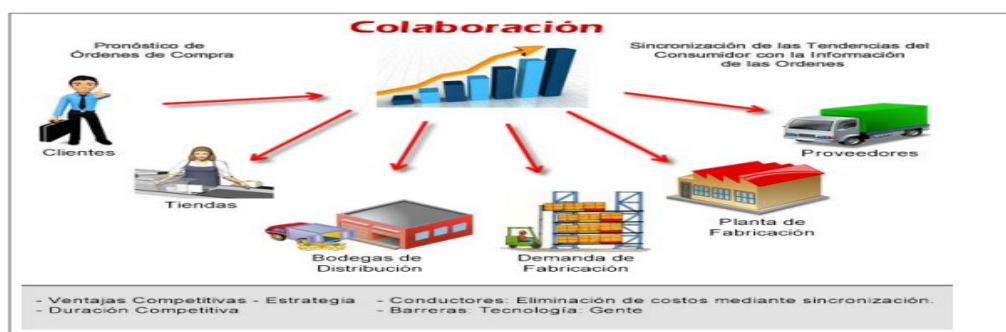 Colaboración
Pronóstico de
Órdenes de Compra
Sincronización de las Tendencias del
Consumidor con la Información
de las Ordenes
Clientes
Proveedores
Tiendas
Planta de
Fabricación
Bodegas de
Distribución
Demanda de
Fabricación
- Ventajas Competitivas - Estrategia
- Duración Competitiva
- Conductores: Eliminación de costos mediante sincronización.
- Barreras: Tecnología: Gente